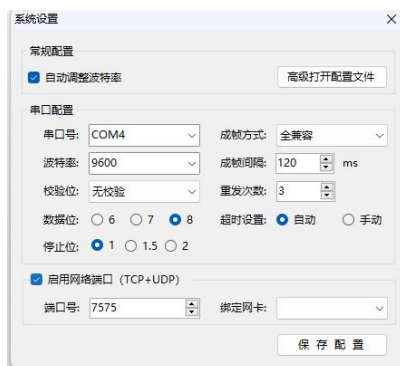 系统设置
常规配置
自动调整波特率 高级打开配置文件
串口配置
串口号: COM4 成帧方式: 全兼容
波特率: 9600 成帧间隔: 120 ms
校验位: 无校验 重发次数: 3
数据位: 6 7 8 超时设置: 自动 手动
停止位: 1 1.5 2
启用网络端口（TCP+UDP）
端口号: 7575 绑定网卡:
保 存 配 置